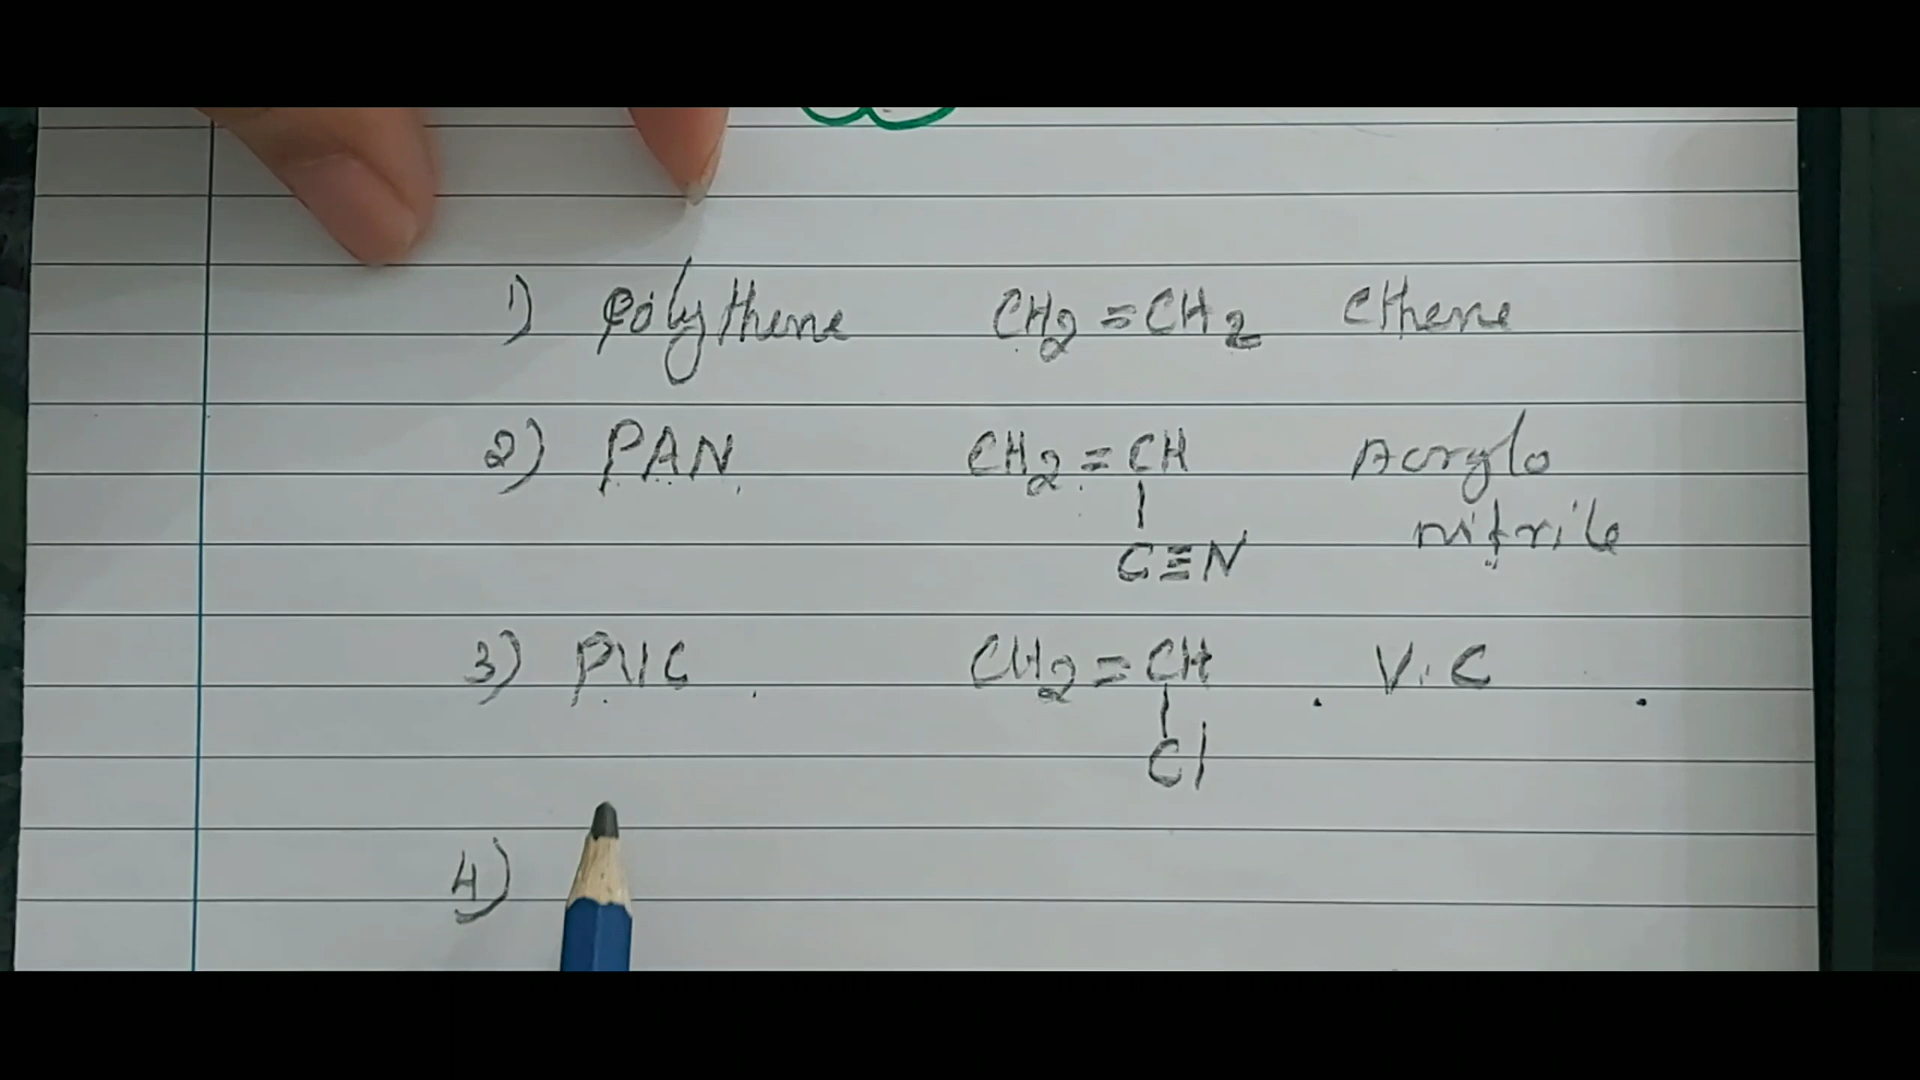 1) Polythene CH2=CH2 Ethene
2) PAN CH2=CH Acrylo
nitrile
|
C≡N
3) PVC CH2=CH V.C
|
Cl
4)